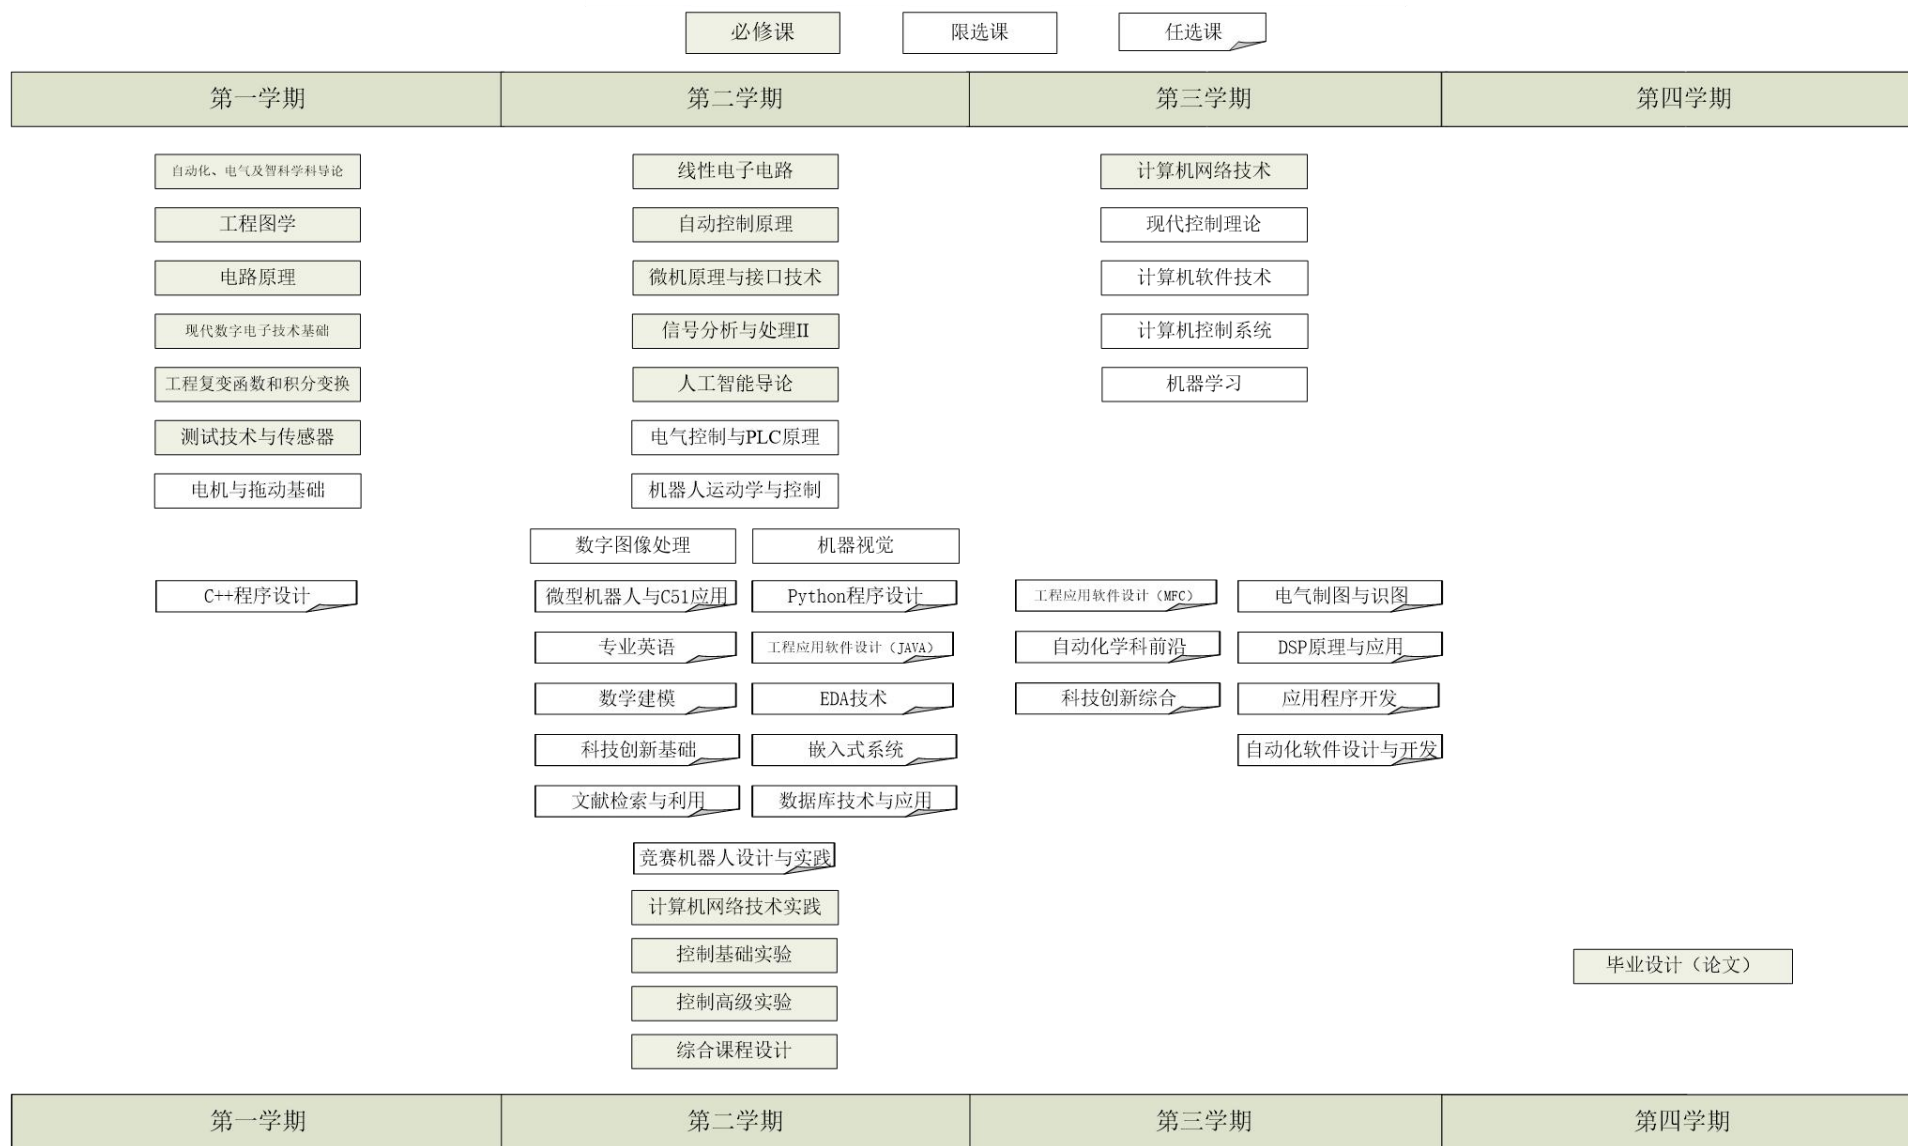 必修课
限选课
任选课
第一学期
第二学期
第三学期
第四学期
自动化、电气及智科学科导论
线性电子电路
计算机网络技术
工程图学
自动控制原理
现代控制理论
电路原理
微机原理与接口技术
计算机软件技术
现代数字电子技术基础
信号分析与处理II
计算机控制系统
工程复变函数和积分变换
人工智能导论
机器学习
测试技术与传感器
电气控制与PLC原理
电机与拖动基础
机器人运动学与控制
数字图像处理
机器视觉
C++程序设计
微型机器人与C51应用
Python程序设计
工程应用软件设计（MFC）
电气制图与识图
专业英语
工程应用软件设计（JAVA）
自动化学科前沿
DSP原理与应用
数学建模
EDA技术
科技创新综合
应用程序开发
科技创新基础
嵌入式系统
自动化软件设计与开发
文献检索与利用
数据库技术与应用
竞赛机器人设计与实践
计算机网络技术实践
控制基础实验
毕业设计（论文）
控制高级实验
综合课程设计
第一学期
第二学期
第三学期
第四学期